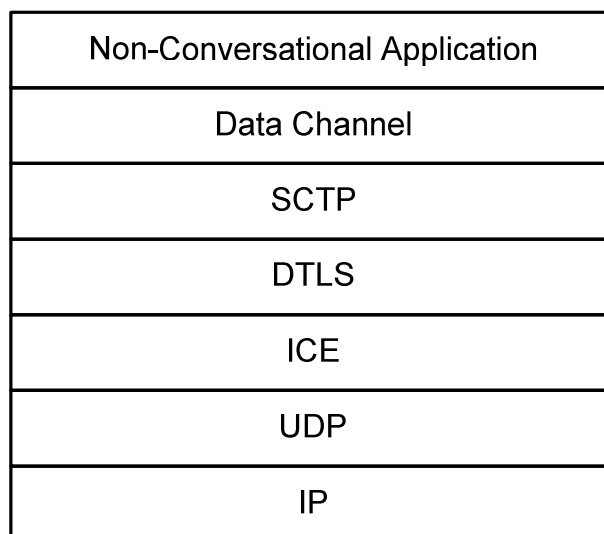 Non-Conversational Application
Data Channel
SCTP
DTLS
ICE
UDP
IP